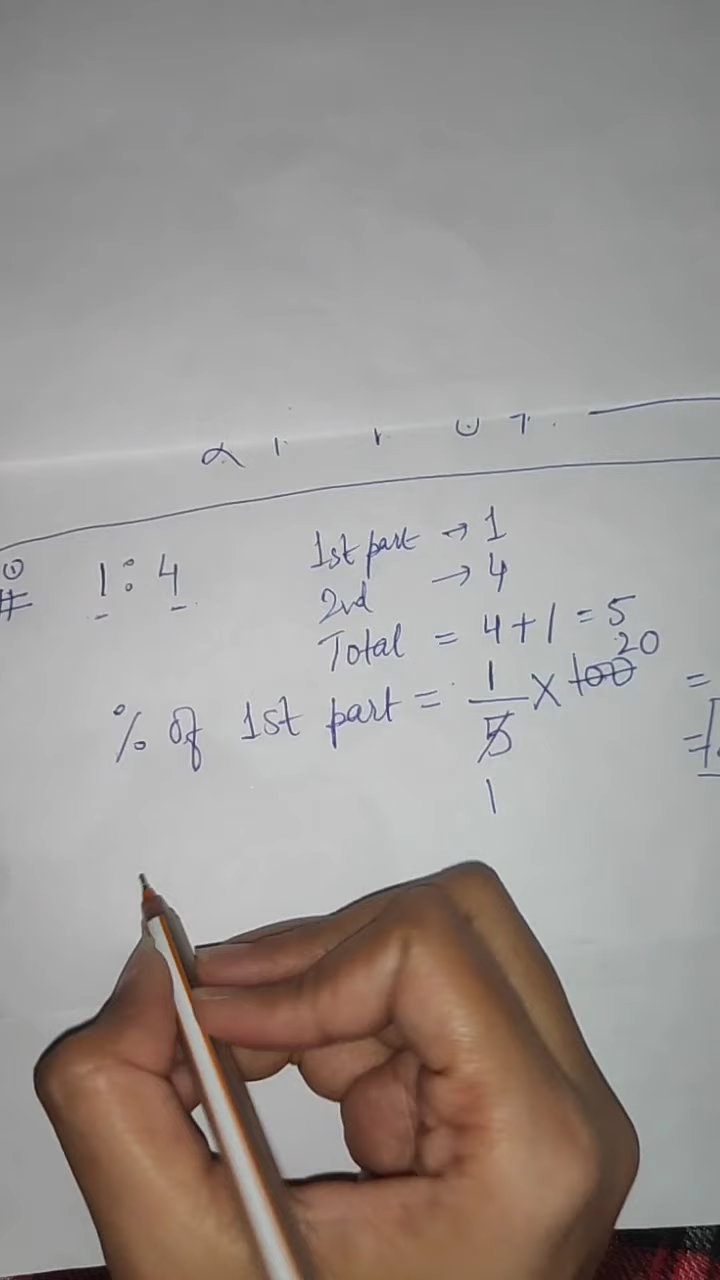 ① # 1 : 4
1st part → 1
2nd → 4
Total = 4 + 1 = 5
% of 1st part = 1/5 × 100 =
20
1
=